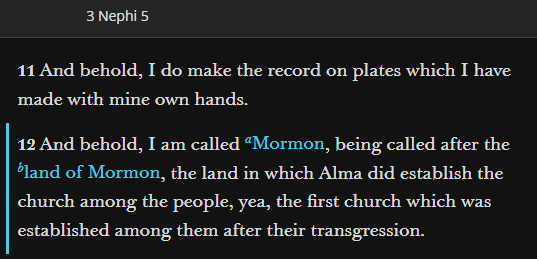 3 Nephi 5
11 And behold, I do make the record on plates which I have
made with mine own hands.
12 And behold, I am called aMormon, being called after the
bland of Mormon, the land in which Alma did establish the
church among the people, yea, the first church which was
established among them after their transgression.